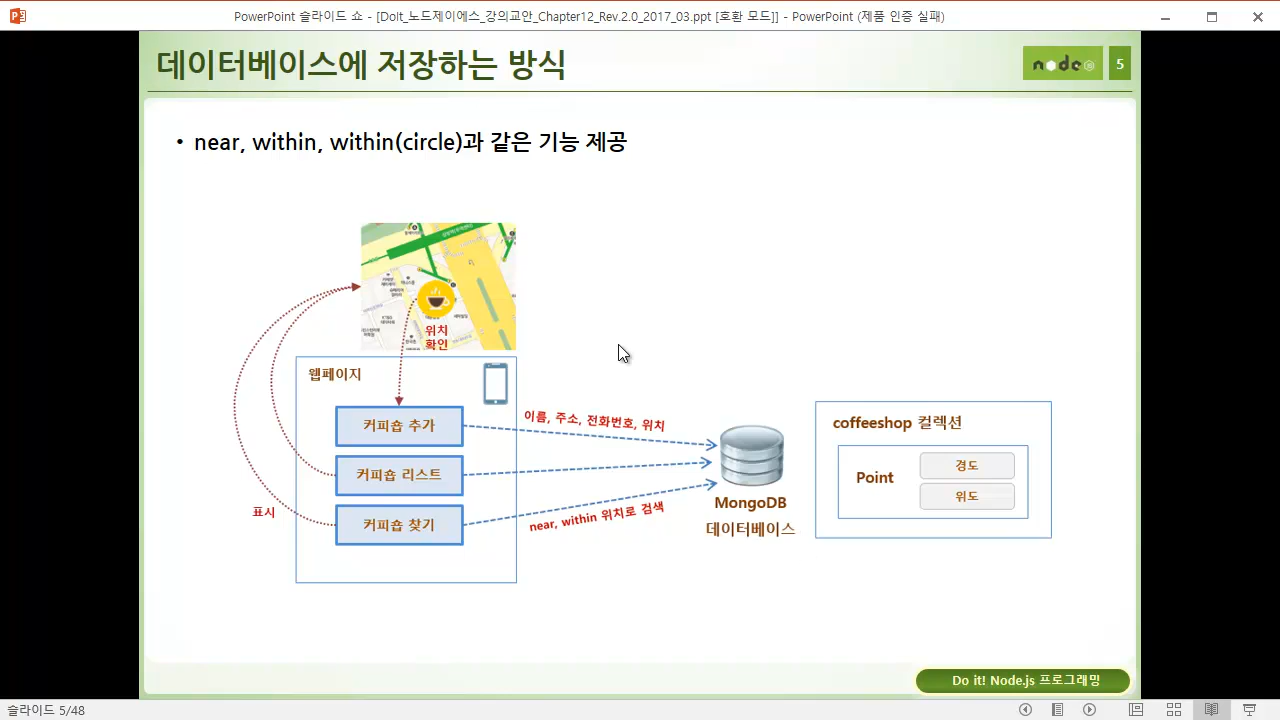 PowerPoint 슬라이드 쇼 - [DoIt_노드제이에스_강의교안_Chapter12_Rev.2.0_2017_03.ppt [호환 모드]] - PowerPoint (제품 인증 실패)
데이터베이스에 저장하는 방식
node
5
• near, within, within(circle)과 같은 기능 제공
위치
확인
웹페이지
커피숍 추가
커피숍 리스트
커피숍 찾기
표시
이름, 주소, 전화번호, 위치
near, within 위치로 검색
MongoDB
데이터베이스
coffeeshop 컬렉션
Point
경도
위도
Do it! Node.js 프로그래밍
슬라이드 5/48